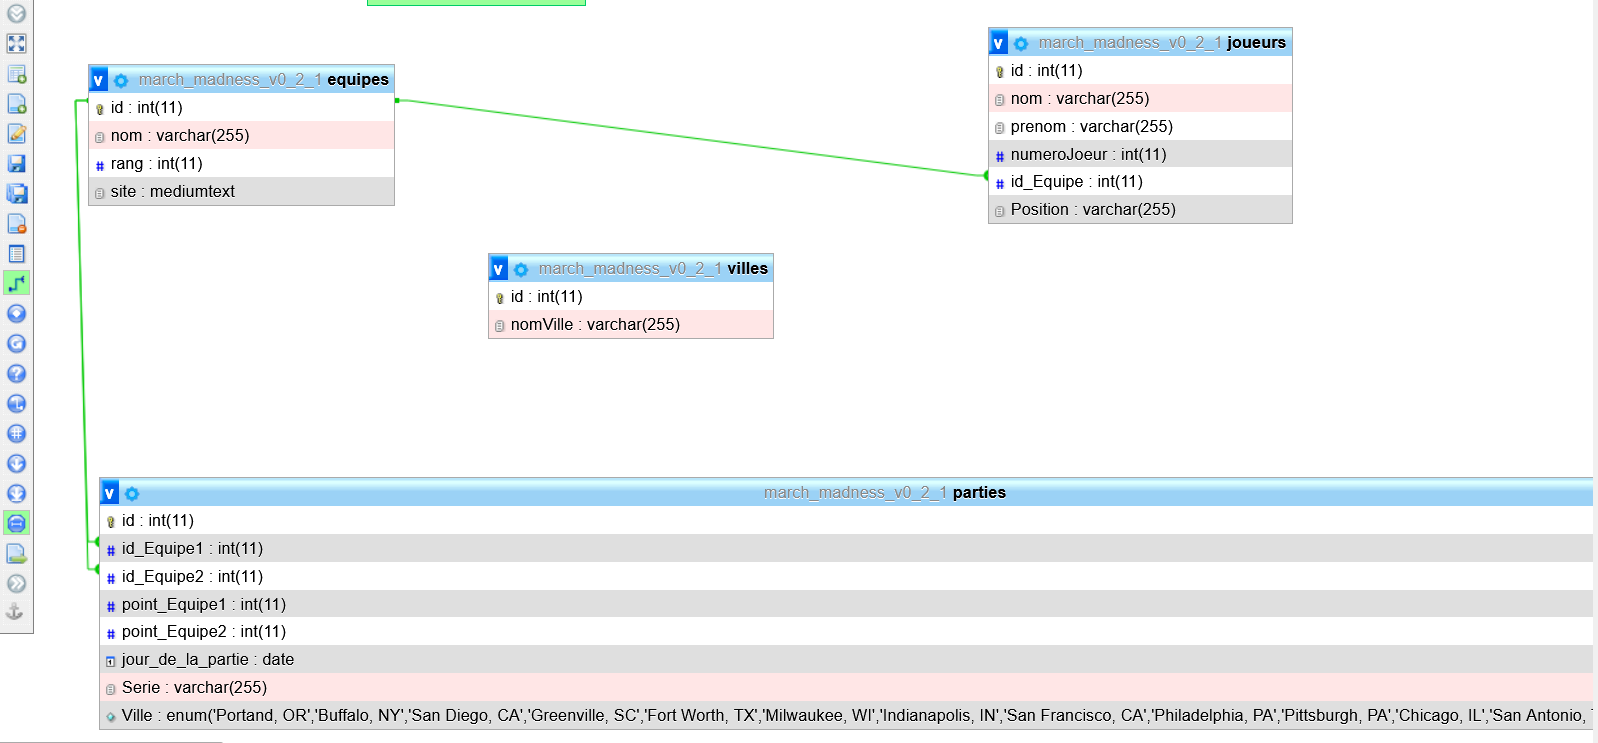 march_madness_v0_2_1 equipes
id : int(11)
nom : varchar(255)
rang : int(11)
site : mediumtext
march_madness_v0_2_1 joueurs
id : int(11)
nom : varchar(255)
prenom : varchar(255)
numeroJoeur : int(11)
id_Equipe : int(11)
Position : varchar(255)
march_madness_v0_2_1 villes
id : int(11)
nomVille : varchar(255)
march_madness_v0_2_1 parties
id : int(11)
id_Equipe1 : int(11)
id_Equipe2 : int(11)
point_Equipe1 : int(11)
point_Equipe2 : int(11)
jour_de_la_partie : date
Serie : varchar(255)
Ville : enum('Portand, OR','Buffalo, NY','San Diego, CA','Greenville, SC','Fort Worth, TX','Milwaukee, WI','Indianapolis, IN','San Francisco, CA','Philadelphia, PA','Pittsburgh, PA','Chicago, IL','San Antonio,